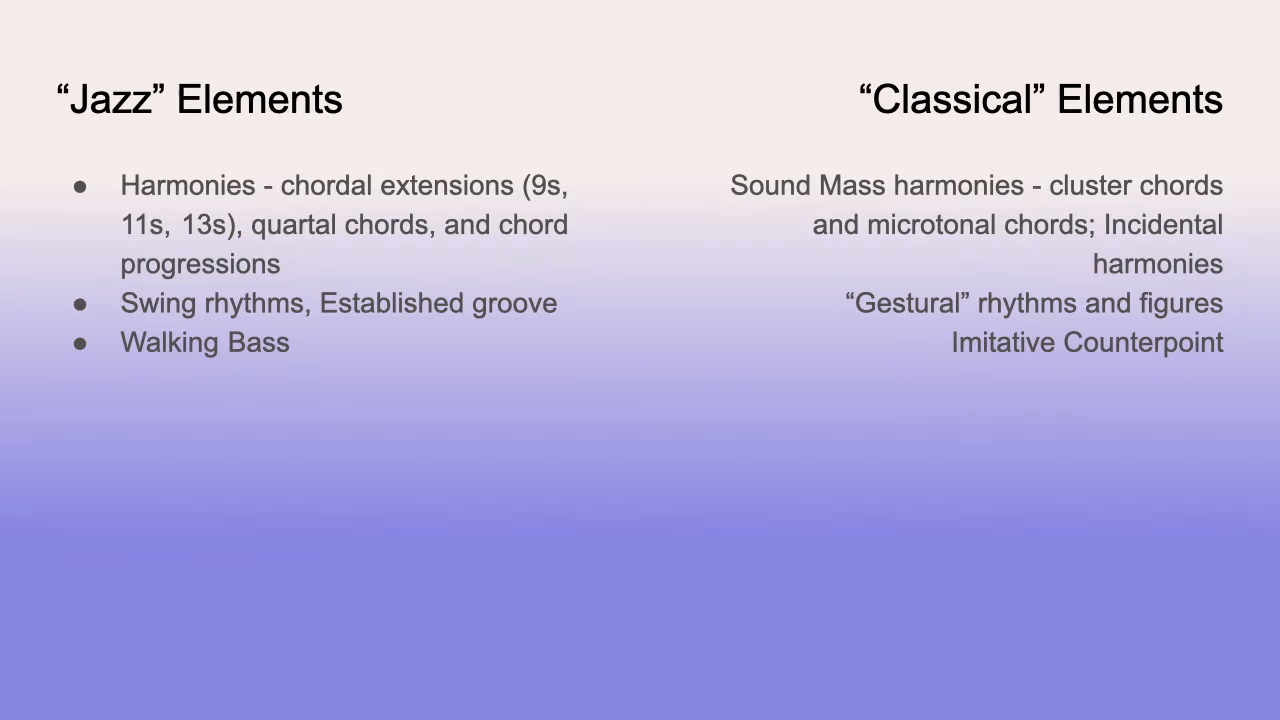 “Jazz” Elements
● Harmonies - chordal extensions (9s,
11s, 13s), quartal chords, and chord
progressions
● Swing rhythms, Established groove
● Walking Bass
“Classical” Elements
Sound Mass harmonies - cluster chords
and microtonal chords; Incidental
harmonies
“Gestural” rhythms and figures
Imitative Counterpoint